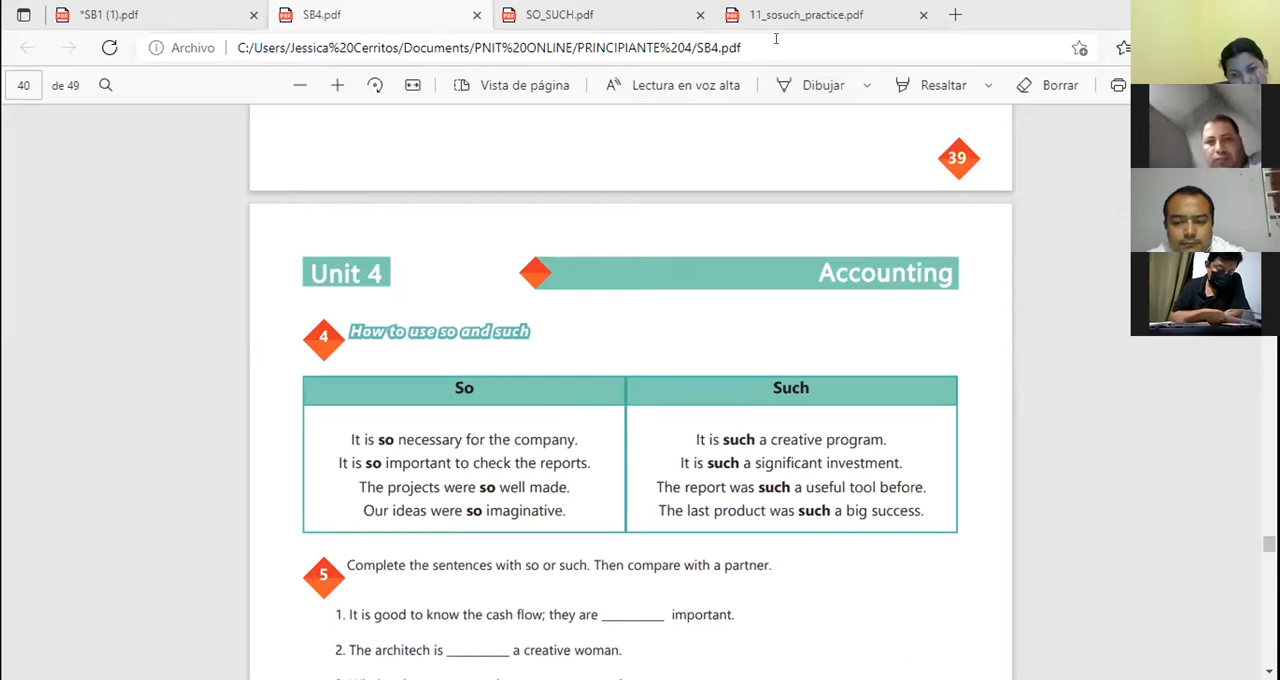 *SB1 (1).pdf
SB4.pdf
SO_SUCH.pdf
11_sosuch_practice.pdf
Archivo
C:/Users/Jessica%20Cerritos/Documents/PNIT%20ONLINE/PRINCIPIANTE%204/SB4.pdf
40 de 49
Vista de página
Lectura en voz alta
Dibujar
Resaltar
Borrar
39
Unit 4
Accounting
4 How to use so and such
So
Such
It is so necessary for the company.
It is so important to check the reports.
The projects were so well made.
Our ideas were so imaginative.
It is such a creative program.
It is such a significant investment.
The report was such a useful tool before.
The last product was such a big success.
5 Complete the sentences with so or such. Then compare with a partner.
1. It is good to know the cash flow; they are _________ important.
2. The architech is _________ a creative woman.